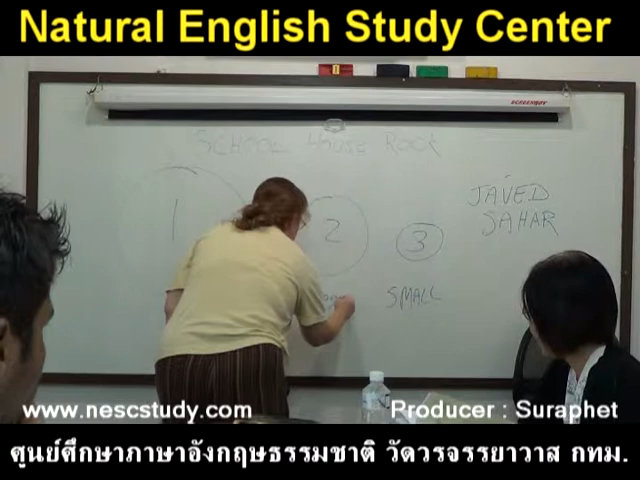 Natural English Study Center
SCHOOL HOUSE ROCK
JAVED
SAHAR
1
2
3
SMALL
www.nescstudy.com
Producer : Suraphet
ศูนย์ศึกษาภาษาอังกฤษธรรมชาติ วัดวรจรรยาวาส กทม.